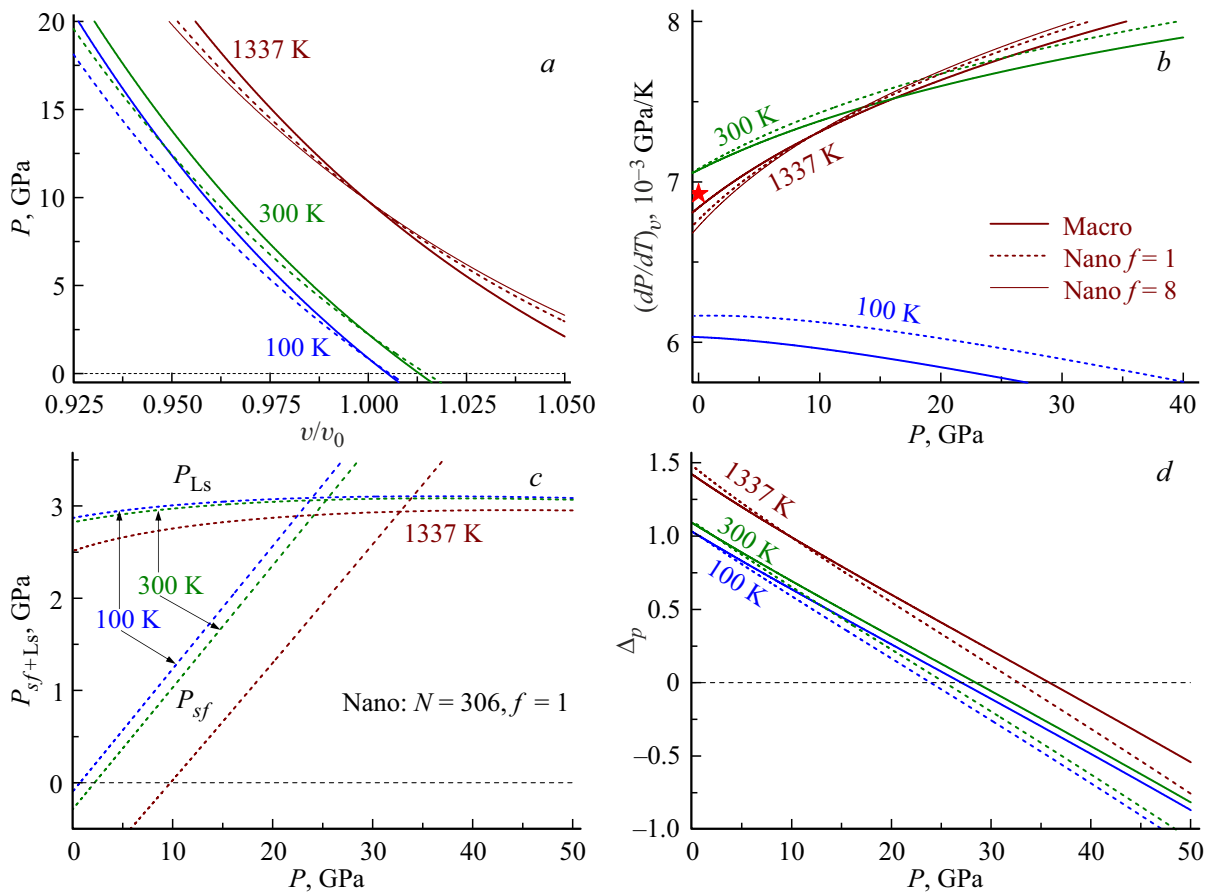 20
15
10
5
0
P, GPa
0.925
0.950
0.975
1.000
1.025
1.050
v/v₀
1337 K
300 K
100 K
a
8
7
6
(dP/dT)ᵥ, 10⁻³ GPa/K
0
10
20
30
40
P, GPa
300 K
1337 K
100 K
b
Macro
Nano f = 1
Nano f = 8
3
2
1
0
P_sf+Ls, GPa
0
10
20
30
40
50
P, GPa
P_Ls
c
1337 K
300 K
100 K
P_sf
Nano: N = 306, f = 1
1.5
1.0
0.5
0
–0.5
–1.0
Δ_p
0
10
20
30
40
50
P, GPa
1337 K
300 K
100 K
d